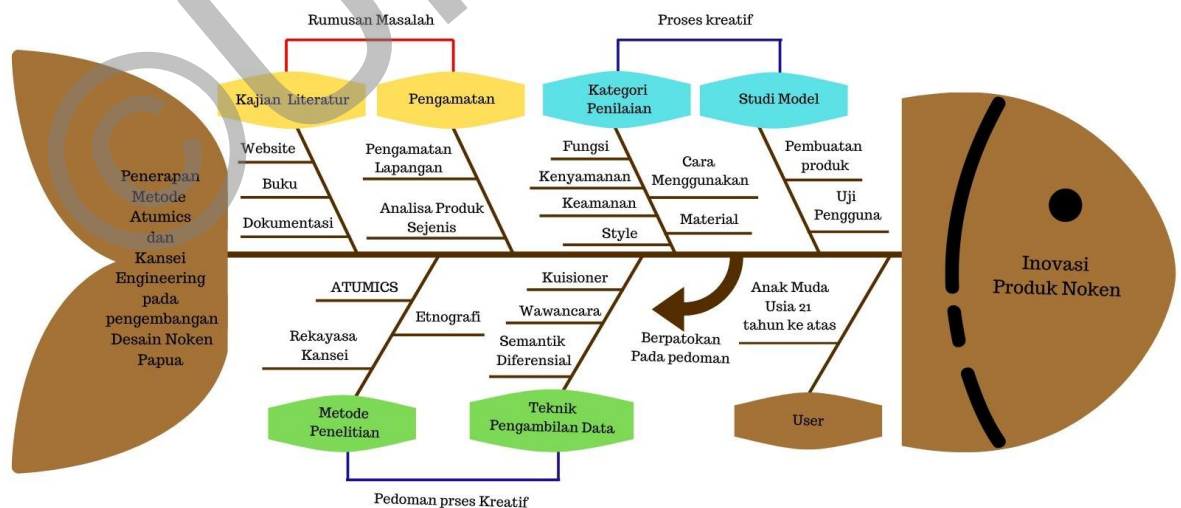 Rumusan Masalah
Proses kreatif
Kajian Literatur
Pengamatan
Kategori
Penilaian
Studi Model
Website
Buku
Dokumentasi
Pengamatan
Lapangan
Analisa Produk
Sejenis
Fungsi
Kenyamanan
Keamanan
Style
Cara
Menggunakan
Material
Pembuatan
produk
Uji
Pengguna
Penerapan
Metode
Atumics
dan
Kansei
Engineering
pada
pengembangan
Desain Noken
Papua
Inovasi
Produk Noken
ATUMICS
Etnografi
Rekayasa
Kansei
Kuisioner
Wawancara
Semantik
Diferensial
Berpatokan
Pada pedoman
Anak Muda
Usia 21
tahun ke atas
Metode
Penelitian
Teknik
Pengambilan Data
User
Pedoman prses Kreatif